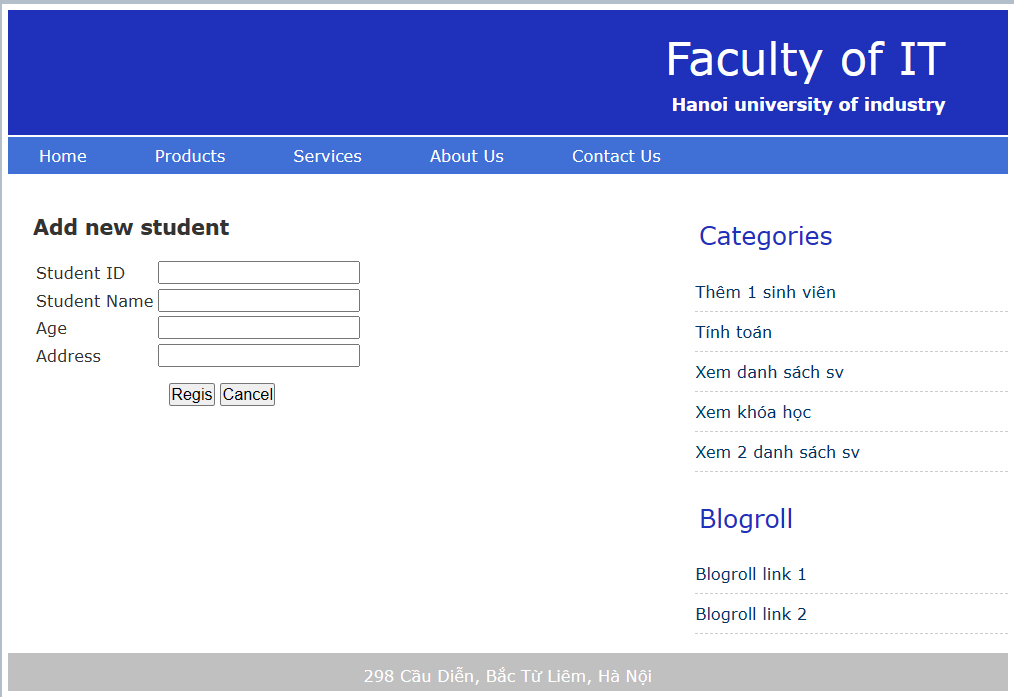 Faculty of IT
Hanoi university of industry
Home Products Services About Us Contact Us
Add new student
Student ID
Student Name
Age
Address
Regis Cancel
Categories
Thêm 1 sinh viên
Tính toán
Xem danh sách sv
Xem khóa học
Xem 2 danh sách sv
Blogroll
Blogroll link 1
Blogroll link 2
298 Cầu Diễn, Bắc Từ Liêm, Hà Nội